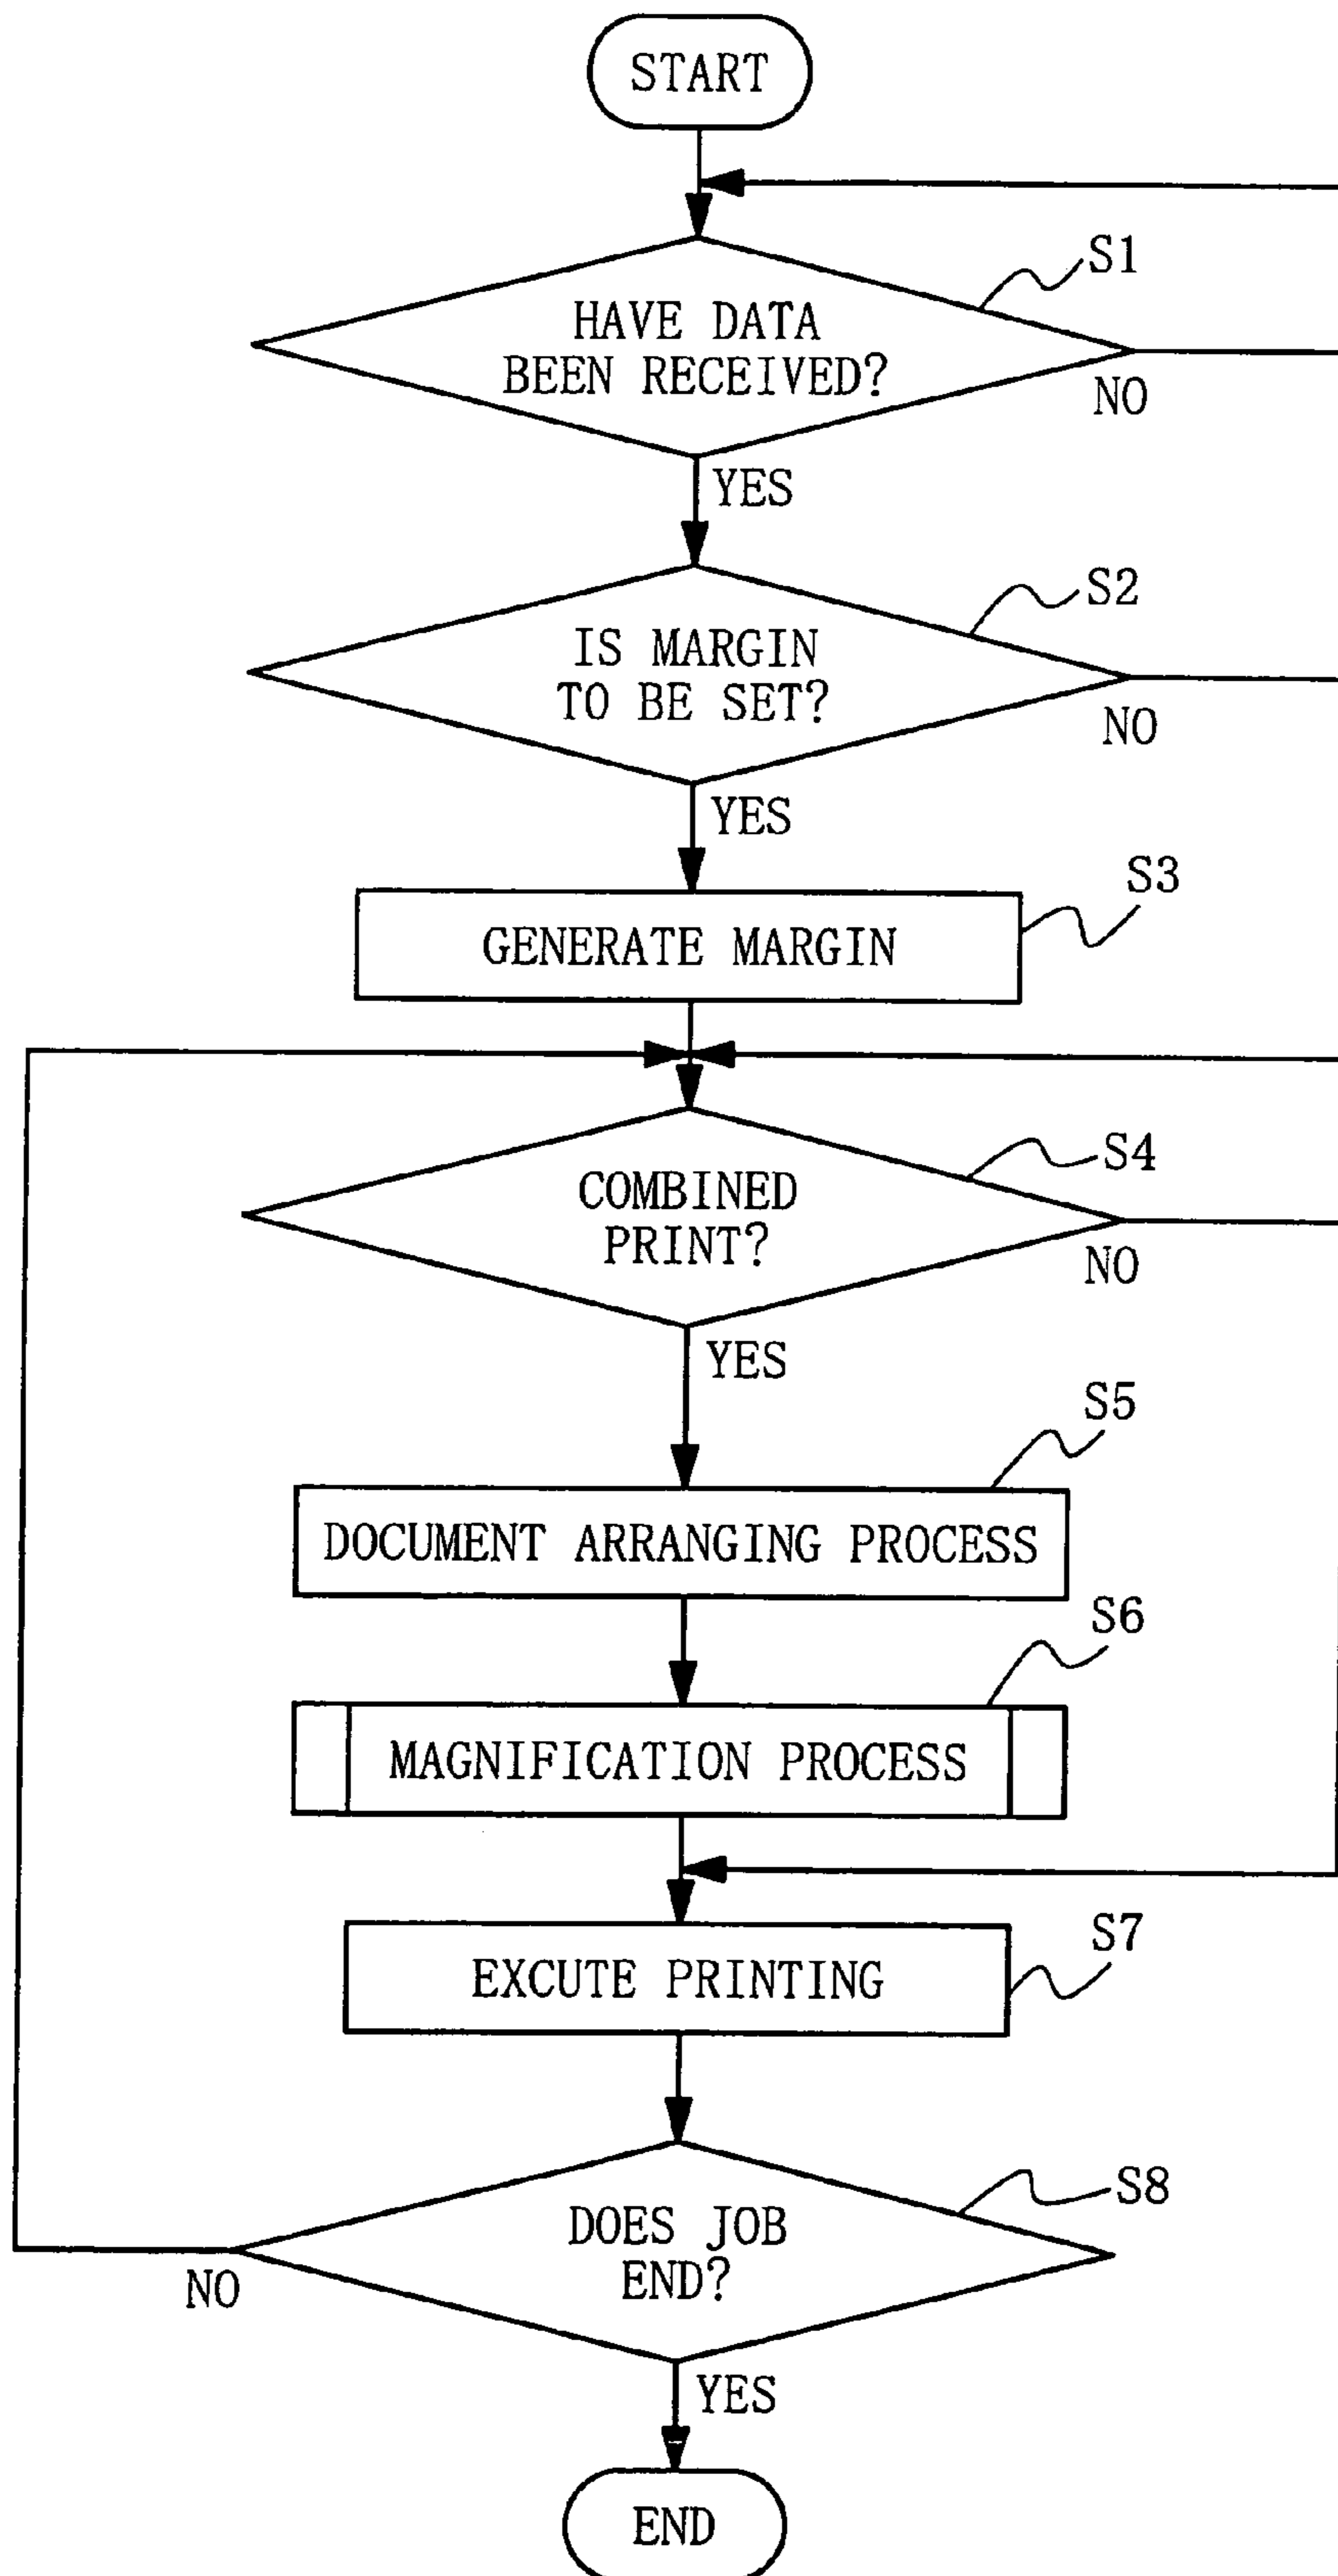 START
S1
HAVE DATA
BEEN RECEIVED?
NO
YES
S2
IS MARGIN
TO BE SET?
NO
YES
S3
GENERATE MARGIN
S4
COMBINED
PRINT?
NO
YES
S5
DOCUMENT ARRANGING PROCESS
S6
MAGNIFICATION PROCESS
S7
EXCUTE PRINTING
S8
DOES JOB
END?
NO
YES
END